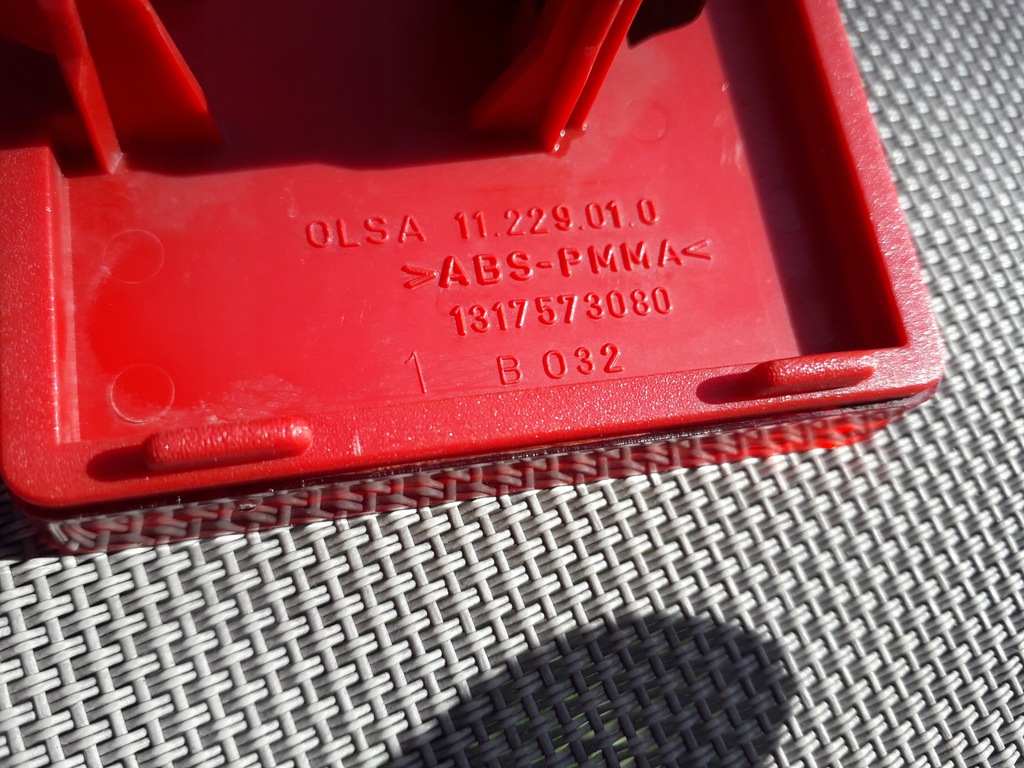 OLSA 11.229.01.0
>ABS-PMMA<
1317573080
1 B 032